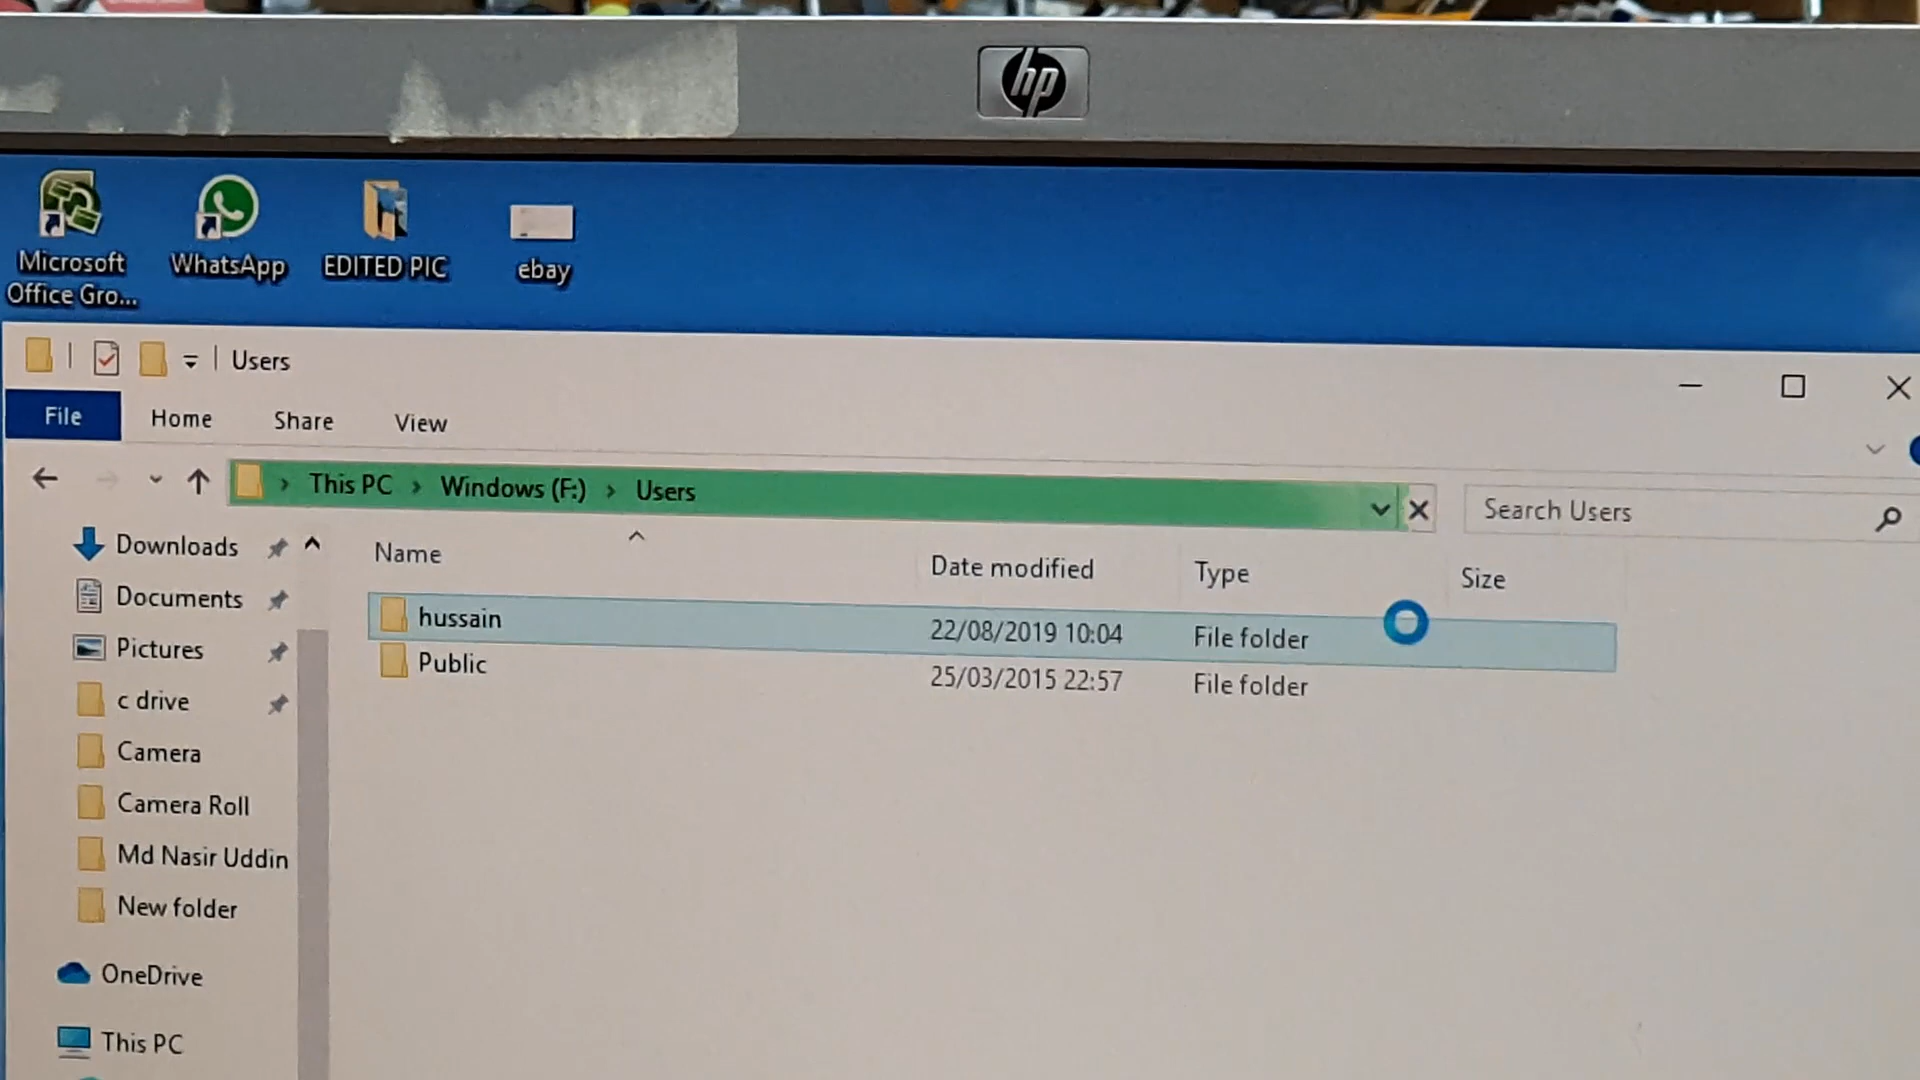 hp
Microsoft
Office Gro...
WhatsApp
EDITED PIC
ebay
Users
File
Home
Share
View
This PC
Windows (F:)
Users
Search Users
Downloads
Documents
Pictures
c drive
Camera
Camera Roll
Md Nasir Uddin
New folder
OneDrive
This PC
Name
Date modified
Type
Size
hussain
22/08/2019 10:04
File folder
Public
25/03/2015 22:57
File folder